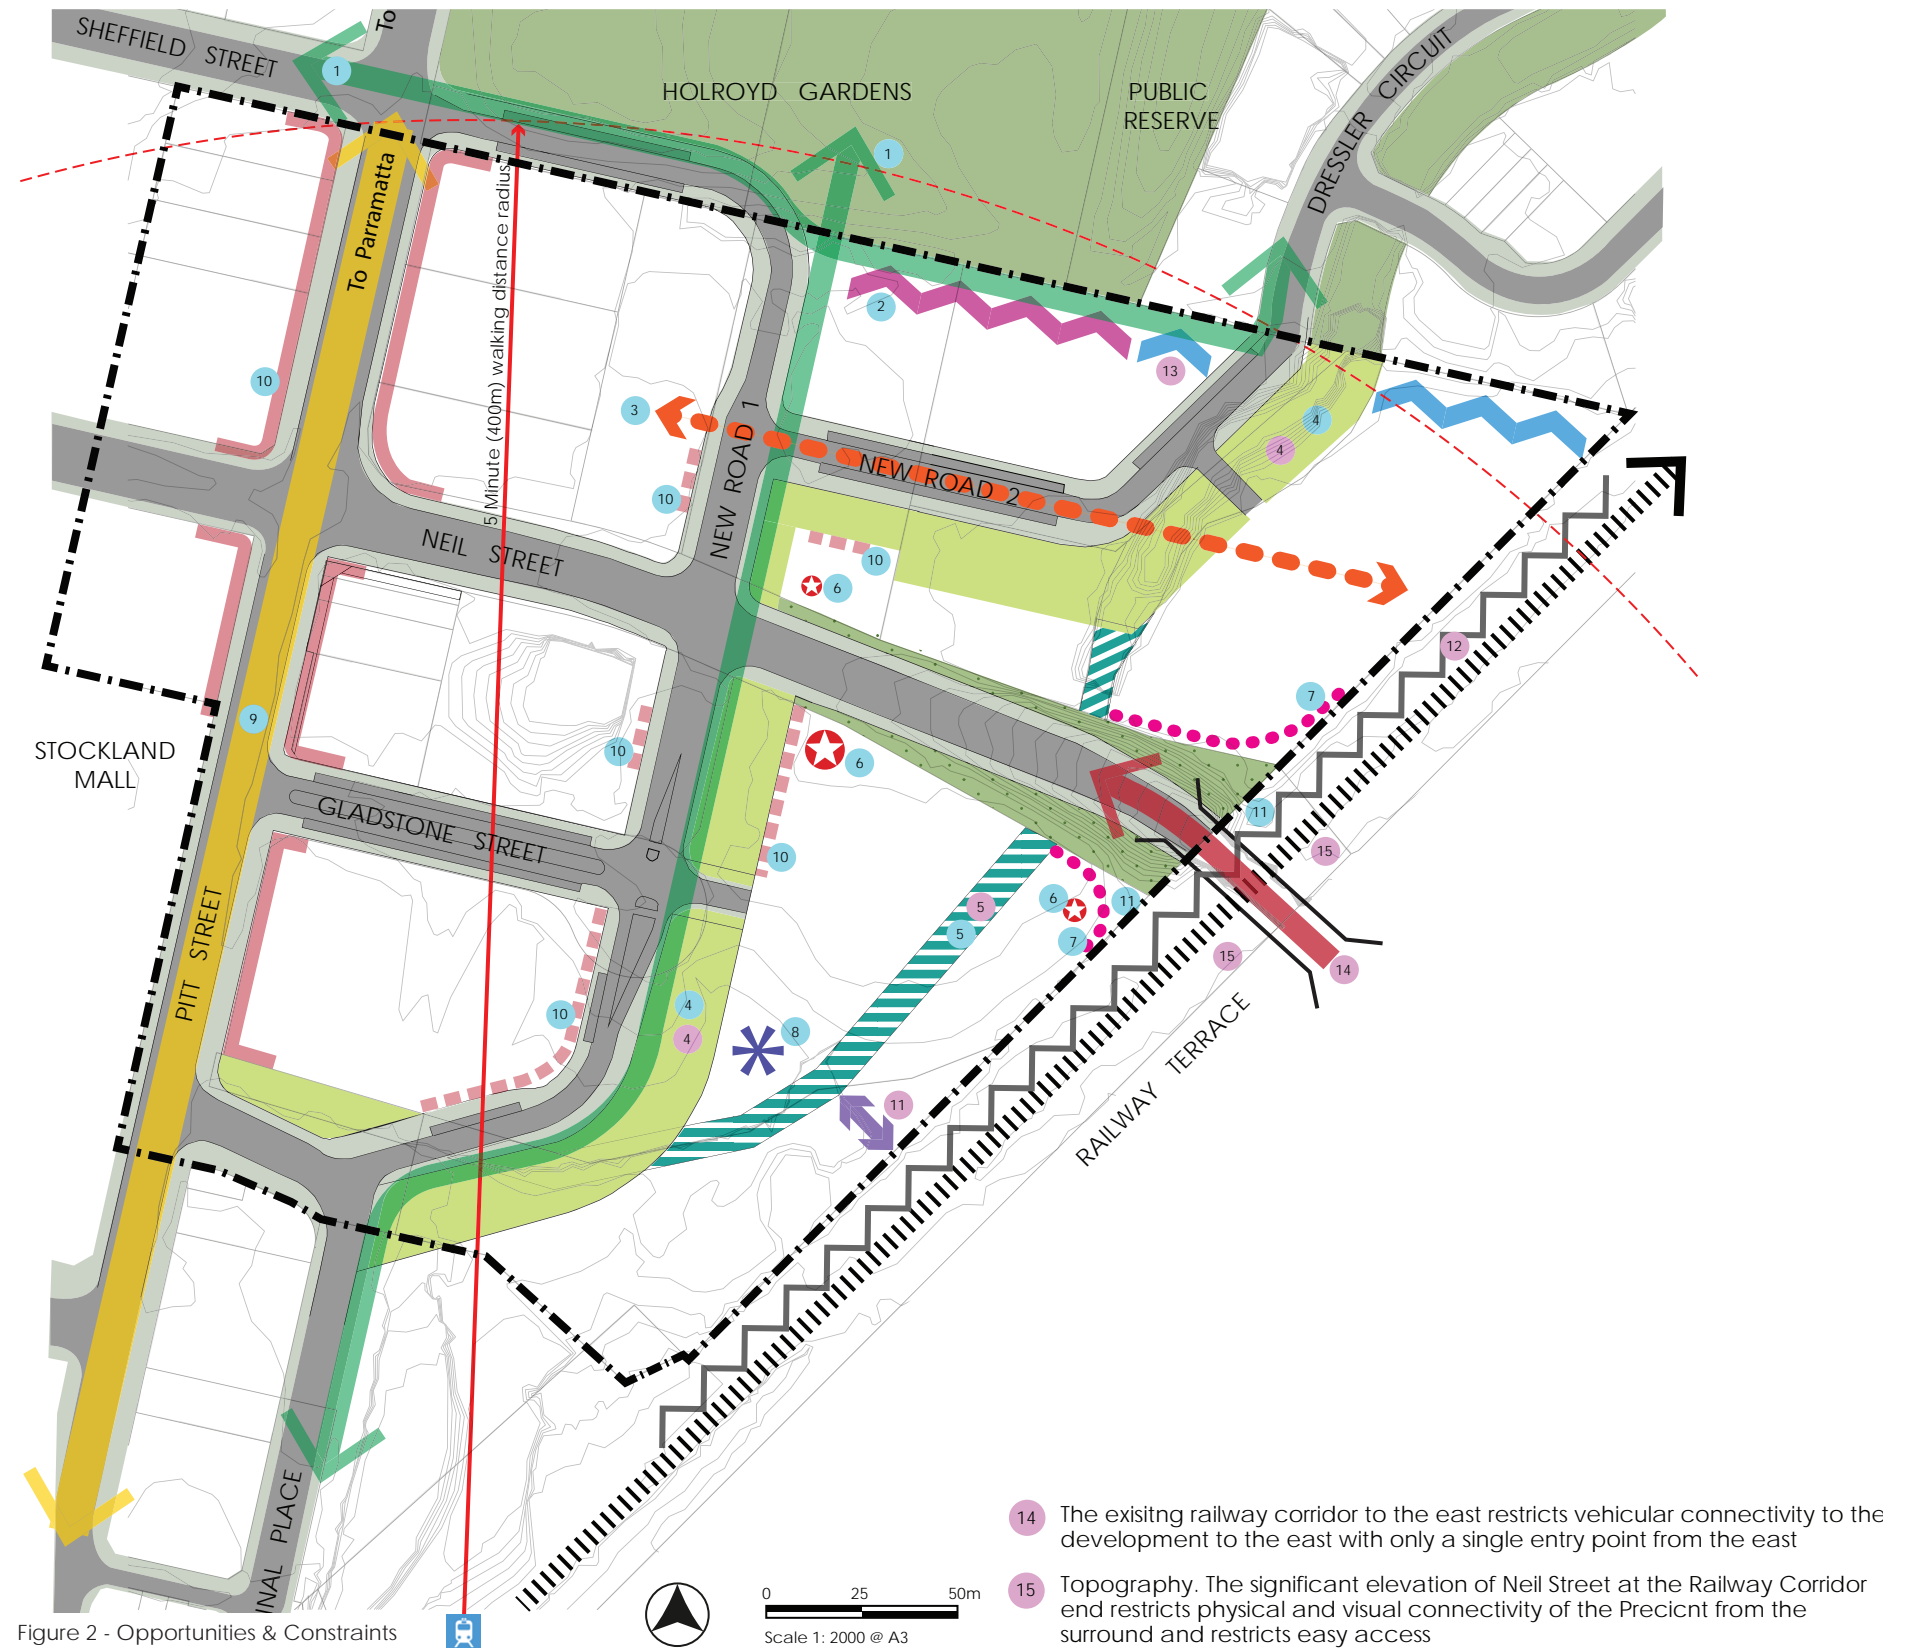 SHEFFIELD STREET
To
1
HOLROYD GARDENS
PUBLIC
RESERVE
DRESSLER CIRCUIT
1
To Parramatta
5 Minute (400m) walking distance radius
2
13
10
3
4
4
10
NEW ROAD 1
NEW ROAD 2
NEIL STREET
10
6
12
7
9
10
6
STOCKLAND
MALL
11
GLADSTONE STREET
10
15
5
6
11
5
7
PITT STREET
15
14
4
10
4
8
RAILWAY TERRACE
11
INAL PLACE
14 The exisitng railway corridor to the east restricts vehicular connectivity to the
development to the east with only a single entry point from the east
15 Topography. The significant elevation of Neil Street at the Railway Corridor
end restricts physical and visual connectivity of the Precicnt from the
surround and restricts easy access
0 25 50m
Scale 1: 2000 @ A3
Figure 2 - Opportunities & Constraints